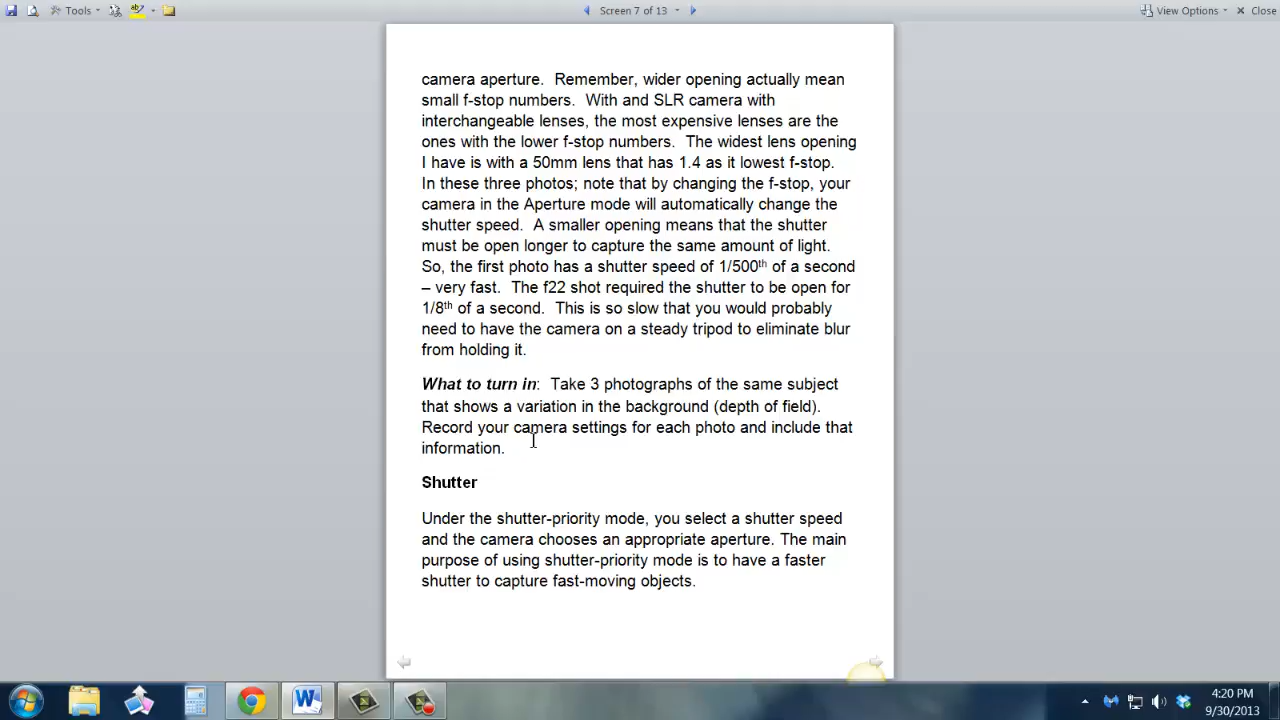 Tools
Screen 7 of 13
View Options
Close
camera aperture.  Remember, wider opening actually mean
small f-stop numbers.  With and SLR camera with
interchangeable lenses, the most expensive lenses are the
ones with the lower f-stop numbers.  The widest lens opening
I have is with a 50mm lens that has 1.4 as it lowest f-stop.
In these three photos; note that by changing the f-stop, your
camera in the Aperture mode will automatically change the
shutter speed.  A smaller opening means that the shutter
must be open longer to capture the same amount of light.
So, the first photo has a shutter speed of 1/500th of a second
– very fast.  The f22 shot required the shutter to be open for
1/8th of a second.  This is so slow that you would probably
need to have the camera on a steady tripod to eliminate blur
from holding it.
What to turn in:  Take 3 photographs of the same subject
that shows a variation in the background (depth of field).
Record your camera settings for each photo and include that
information.
Shutter
Under the shutter-priority mode, you select a shutter speed
and the camera chooses an appropriate aperture. The main
purpose of using shutter-priority mode is to have a faster
shutter to capture fast-moving objects.
4:20 PM
9/30/2013